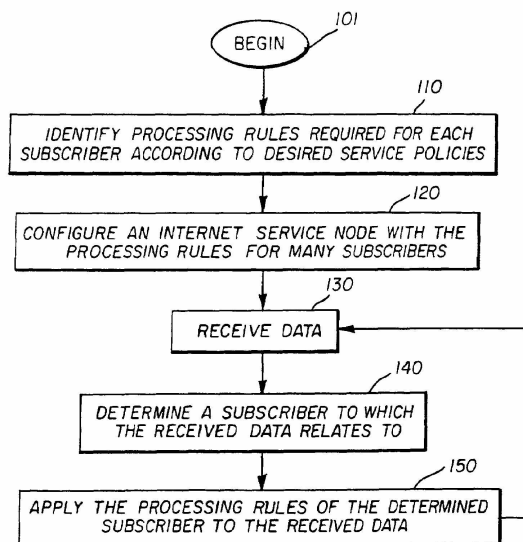 101
BEGIN
110
IDENTIFY PROCESSING RULES REQUIRED FOR EACH
SUBSCRIBER ACCORDING TO DESIRED SERVICE POLICIES
120
CONFIGURE AN INTERNET SERVICE NODE WITH THE
PROCESSING RULES FOR MANY SUBSCRIBERS
130
RECEIVE DATA
140
DETERMINE A SUBSCRIBER TO WHICH
THE RECEIVED DATA RELATES TO
150
APPLY THE PROCESSING RULES OF THE DETERMINED
SUBSCRIBER TO THE RECEIVED DATA